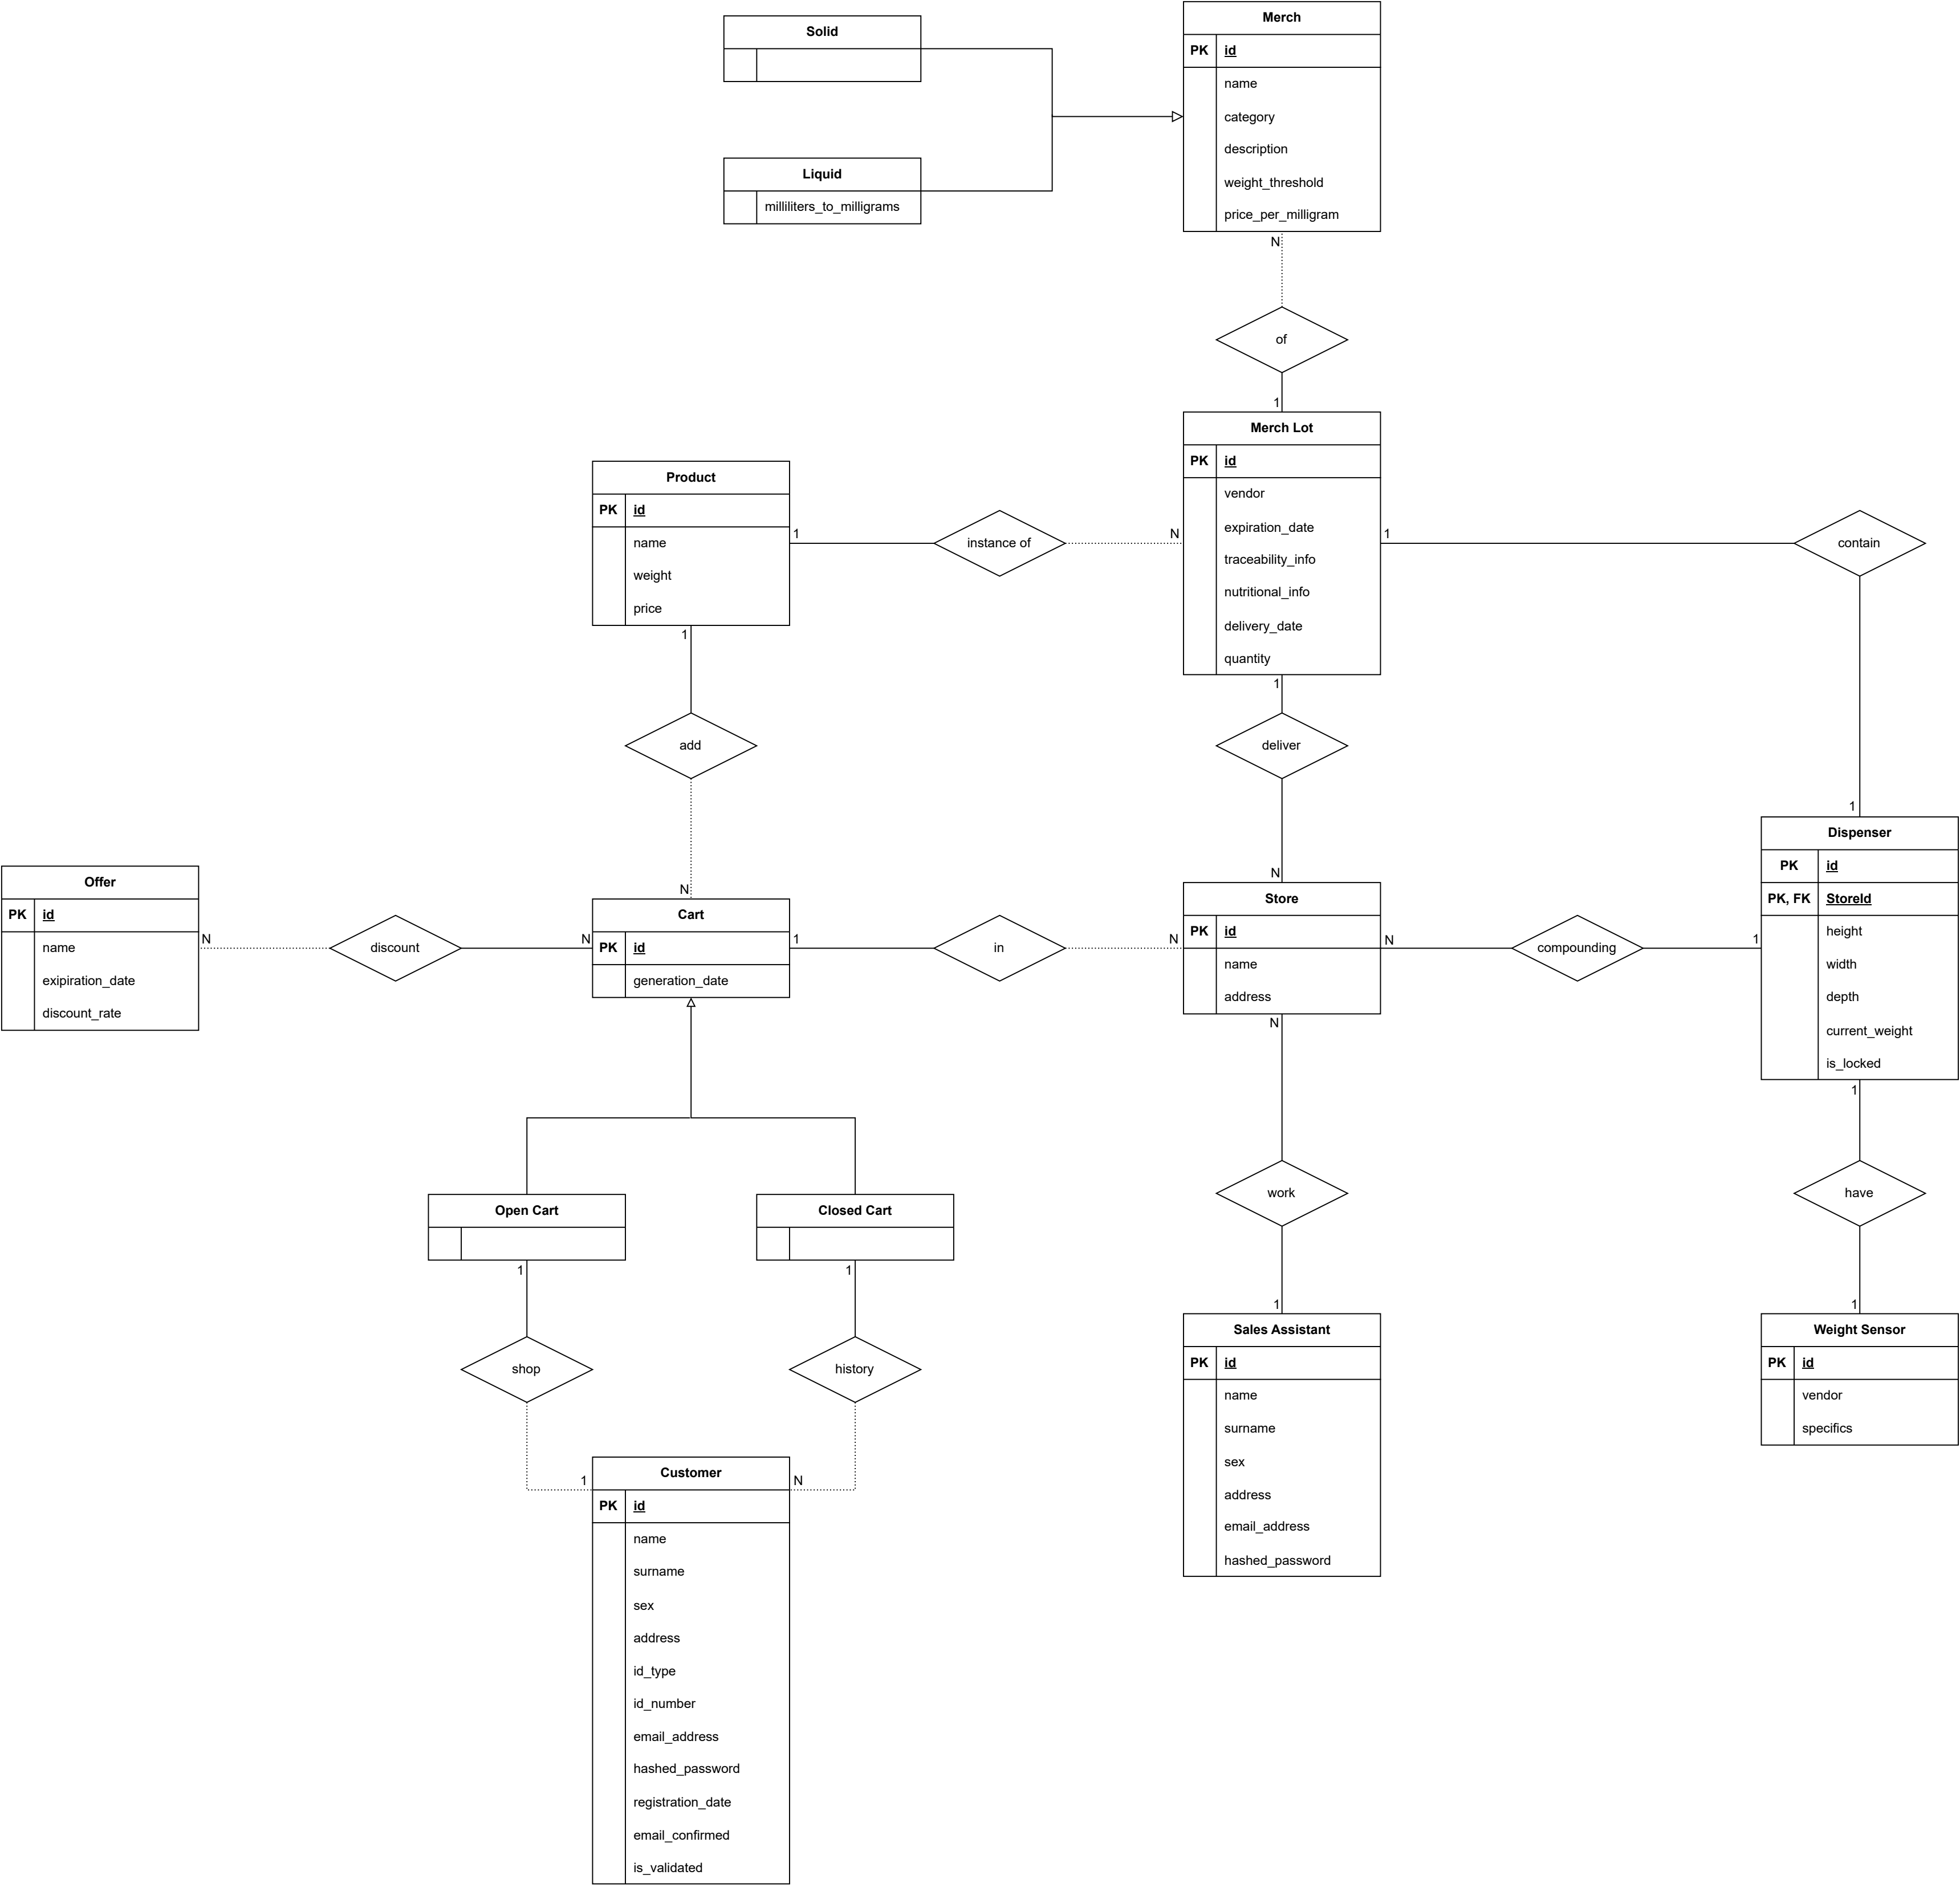 Solid
Liquid
milliliters_to_milligrams
Merch
PK id
name
category
description
weight_threshold
price_per_milligram
N
of
1
Merch Lot
PK id
vendor
expiration_date
traceability_info
nutritional_info
delivery_date
quantity
Product
PK id
name
weight
price
1
instance of
N
1
contain
1
1
add
N
1
deliver
N
Offer
PK id
name
exipiration_date
discount_rate
N
discount
N
Cart
PK id
generation_date
1
in
N
Store
PK id
name
address
N
compounding
1
Dispenser
PK id
PK, FK StoreId
height
width
depth
current_weight
is_locked
Open Cart
Closed Cart
1
shop
1
1
history
N
N
work
1
1
have
1
Sales Assistant
PK id
name
surname
sex
address
email_address
hashed_password
Weight Sensor
PK id
vendor
specifics
Customer
PK id
name
surname
sex
address
id_type
id_number
email_address
hashed_password
registration_date
email_confirmed
is_validated